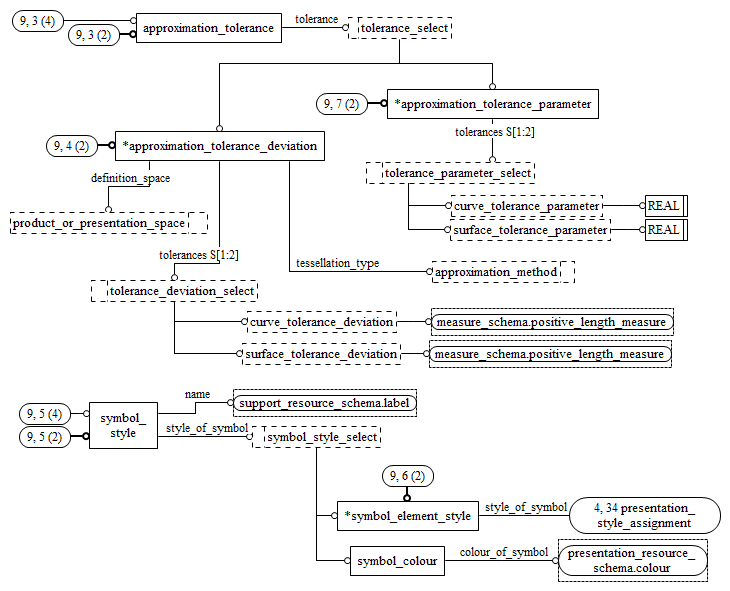 9, 3 (4)
9, 3 (2)
approximation_tolerance
tolerance
tolerance_select
9, 7 (2)
*approximation_tolerance_parameter
tolerances S[1:2]
9, 4 (2)
*approximation_tolerance_deviation
tolerance_parameter_select
definition_space
curve_tolerance_parameter
REAL
product_or_presentation_space
surface_tolerance_parameter
REAL
tolerances S[1:2]
tessellation_type
approximation_method
tolerance_deviation_select
curve_tolerance_deviation
measure_schema.positive_length_measure
surface_tolerance_deviation
measure_schema.positive_length_measure
name
support_resource_schema.label
9, 5 (4)
9, 5 (2)
symbol_
style
style_of_symbol
symbol_style_select
9, 6 (2)
*symbol_element_style
style_of_symbol
4, 34 presentation_
style_assignment
symbol_colour
colour_of_symbol
presentation_resource_
schema.colour